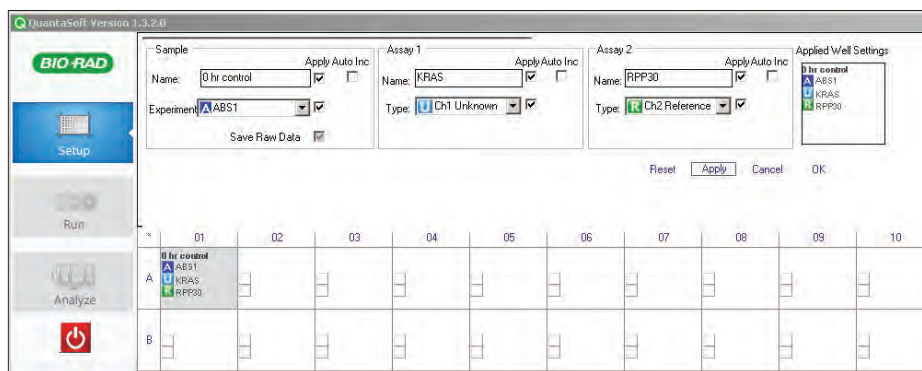 QuantaSoft Version 1.3.2.0
BIO-RAD
Setup
Run
Analyze
Sample
Apply Auto Inc
Name: 0 hr control
Experiment A ABS1
Save Raw Data
Assay 1
Apply Auto Inc
Name: KRAS
Type: U Ch1 Unknown
Assay 2
Apply Auto Inc
Name: RPP30
Type: R Ch2 Reference
Applied Well Settings
0 hr control
A ABS1
U KRAS
R RPP30
Reset Apply Cancel OK
* 01 02 03 04 05 06 07 08 09 10
A
0 hr control
A ABS1
U KRAS
R RPP30
B